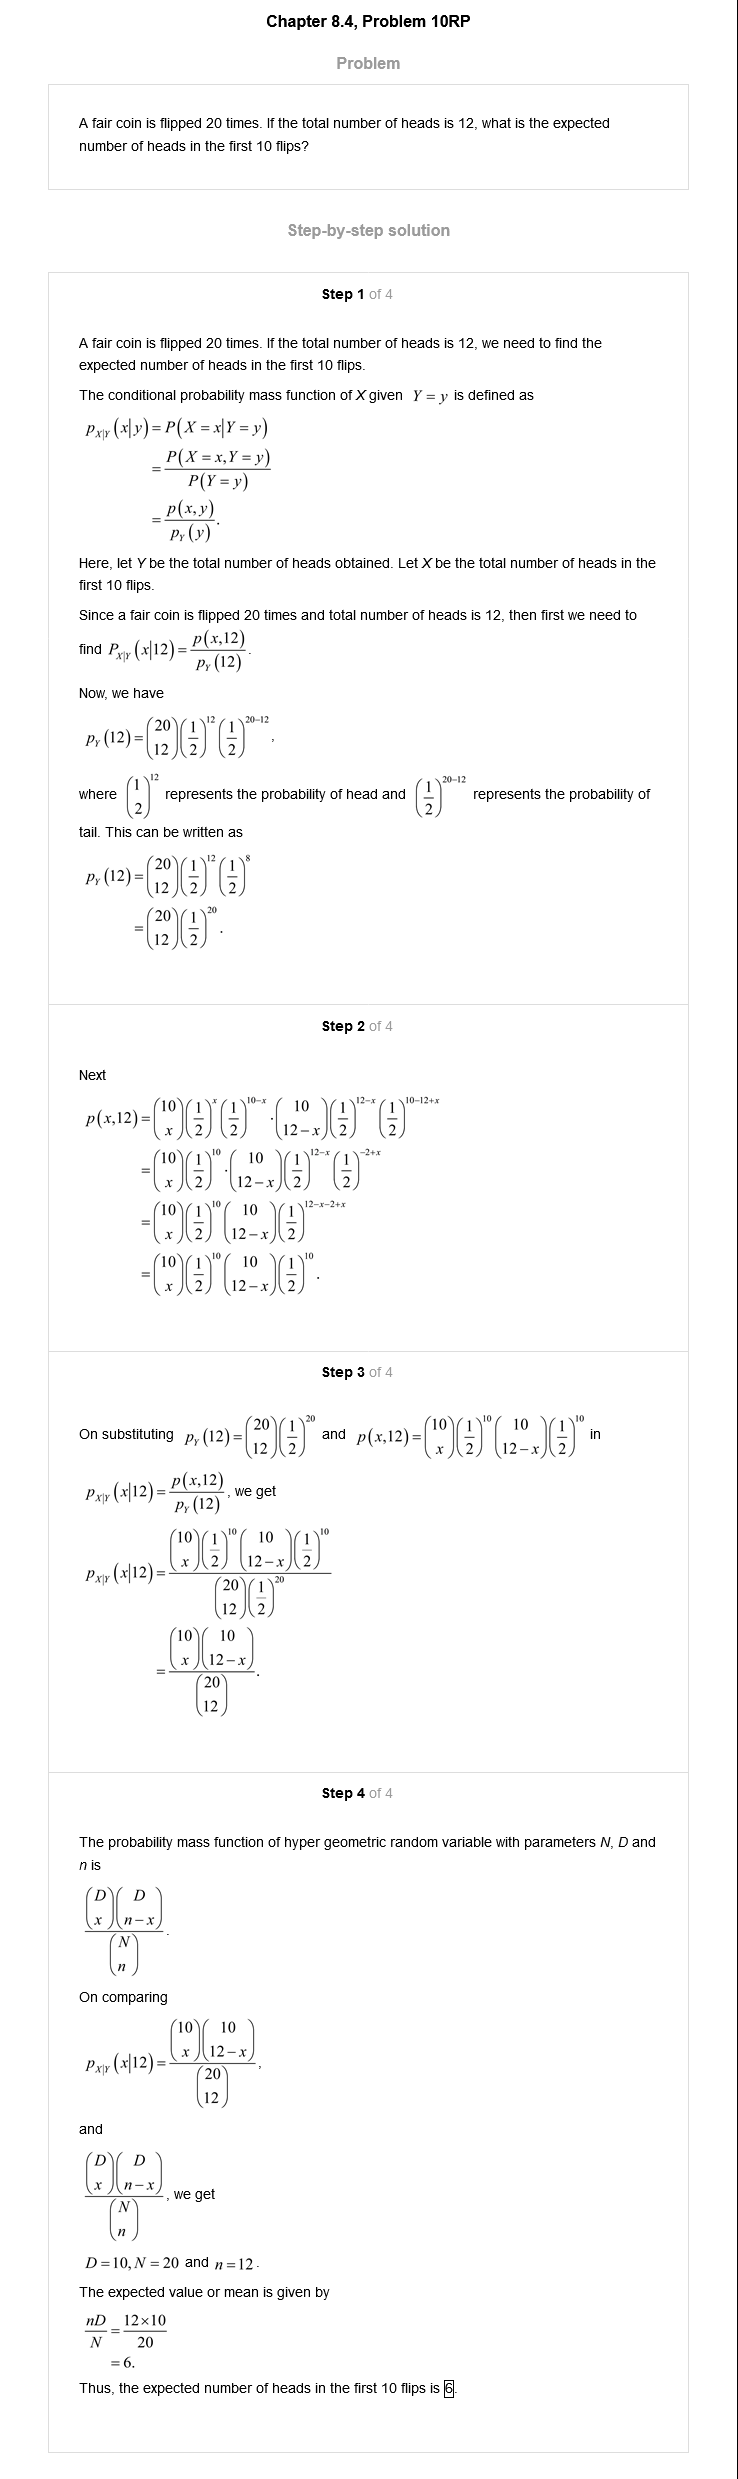 Chapter 8.4, Problem 10RP
Problem
A fair coin is flipped 20 times. If the total number of heads is 12, what is the expected
number of heads in the first 10 flips?
Step-by-step solution
Step 1 of 4
A fair coin is flipped 20 times. If the total number of heads is 12, we need to find the
expected number of heads in the first 10 flips.
The conditional probability mass function of X given Y = y is defined as
p_{X|Y}(x|y) = P(X = x|Y = y)
= \frac{P(X = x, Y = y)}{P(Y = y)}
= \frac{p(x, y)}{p_Y(y)}.
Here, let Y be the total number of heads obtained. Let X be the total number of heads in the
first 10 flips.
Since a fair coin is flipped 20 times and total number of heads is 12, then first we need to
find P_{X|Y}(x|12) = \frac{p(x,12)}{p_Y(12)}.
Now, we have
p_Y(12) = \binom{20}{12}\left(\frac{1}{2}\right)^{12}\left(\frac{1}{2}\right)^{20-12},
where \binom{1}{2}^{12} represents the probability of head and \left(\frac{1}{2}\right)^{20-12} represents the probability of
tail. This can be written as
p_Y(12) = \binom{20}{12}\left(\frac{1}{2}\right)^{12}\left(\frac{1}{2}\right)^{8}
= \binom{20}{12}\left(\frac{1}{2}\right)^{20}.
Step 2 of 4
Next
p(x,12) = \binom{10}{x}\left(\frac{1}{2}\right)^{x}\left(\frac{1}{2}\right)^{10-x} \cdot \binom{10}{12-x}\left(\frac{1}{2}\right)^{12-x}\left(\frac{1}{2}\right)^{10-12+x}
= \binom{10}{x}\left(\frac{1}{2}\right)^{10} \cdot \binom{10}{12-x}\left(\frac{1}{2}\right)^{12-x}\left(\frac{1}{2}\right)^{-2+x}
= \binom{10}{x}\left(\frac{1}{2}\right)^{10}\binom{10}{12-x}\left(\frac{1}{2}\right)^{12-x-2+x}
= \binom{10}{x}\left(\frac{1}{2}\right)^{10}\binom{10}{12-x}\left(\frac{1}{2}\right)^{10}.
Step 3 of 4
On substituting p_Y(12) = \binom{20}{12}\left(\frac{1}{2}\right)^{20} and p(x,12) = \binom{10}{x}\left(\frac{1}{2}\right)^{10}\binom{10}{12-x}\left(\frac{1}{2}\right)^{10} in
p_{X|Y}(x|12) = \frac{p(x,12)}{p_Y(12)}, we get
p_{X|Y}(x|12) = \frac{\binom{10}{x}\left(\frac{1}{2}\right)^{10}\binom{10}{12-x}\left(\frac{1}{2}\right)^{10}}{\binom{20}{12}\left(\frac{1}{2}\right)^{20}}
= \frac{\binom{10}{x}\binom{10}{12-x}}{\binom{20}{12}}.
Step 4 of 4
The probability mass function of hyper geometric random variable with parameters N, D and
n is
\frac{\binom{D}{x}\binom{D}{n-x}}{\binom{N}{n}}.
On comparing
p_{X|Y}(x|12) = \frac{\binom{10}{x}\binom{10}{12-x}}{\binom{20}{12}},
and
\frac{\binom{D}{x}\binom{D}{n-x}}{\binom{N}{n}}, we get
D = 10, N = 20 and n = 12.
The expected value or mean is given by
\frac{nD}{N} = \frac{12×10}{20}
= 6.
Thus, the expected number of heads in the first 10 flips is 6.